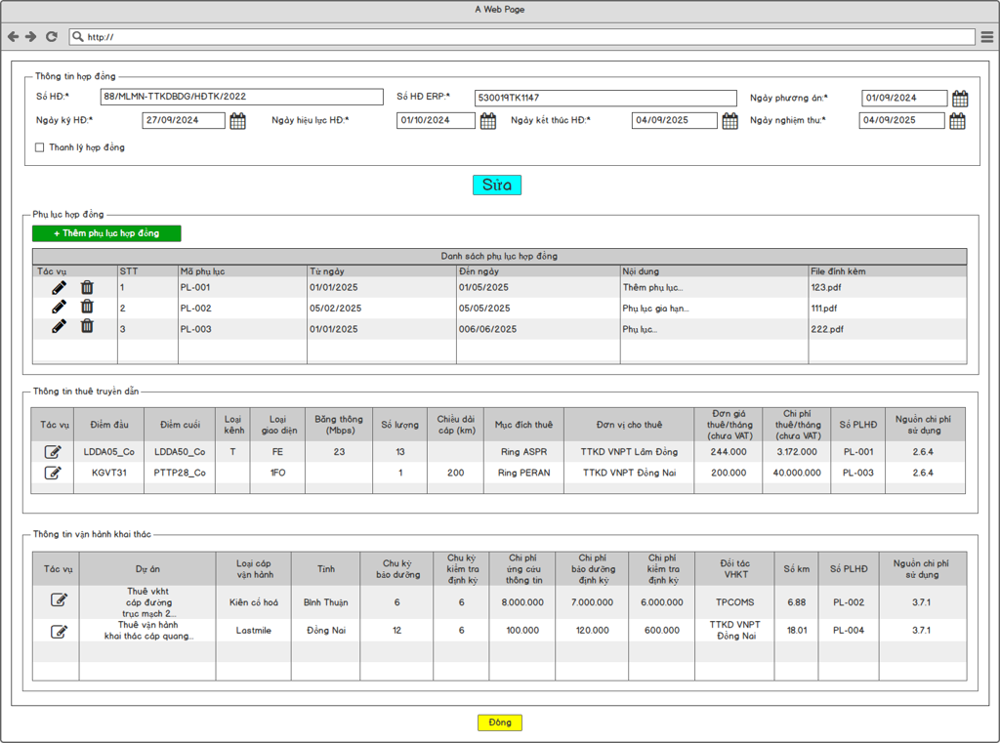 A Web Page
http://
Thông tin hợp đồng
Số HĐ:* 88/MLMN-TTKDBDG/HĐTK/2022 Số HĐ ERP:* 530019TK1147 Ngày phương án:* 01/09/2024
Ngày ký HĐ:* 27/09/2024 Ngày hiệu lực HĐ:* 01/10/2024 Ngày kết thúc HĐ:* 04/09/2025 Ngày nghiệm thu:* 04/09/2025
Thanh lý hợp đồng
Sửa
Phụ lục hợp đồng
+ Thêm phụ lục hợp đồng
Danh sách phụ lục hợp đồng
Tác vụ STT Mã phụ lục Từ ngày Đến ngày Nội dung File đính kèm
1 PL-001 01/01/2025 01/05/2025 Thêm phụ lục... 123.pdf
2 PL-002 05/02/2025 05/05/2025 Phụ lục gia hạn... 111.pdf
3 PL-003 01/01/2025 006/06/2025 Phụ lục... 222.pdf
Thông tin thuê truyền dẫn
Tác vụ Điểm đầu Điểm cuối Loại kênh Loại giao diện Băng thông (Mbps) Số lượng Chiều dài cáp (km) Mục đích thuê Đơn vị cho thuê Đơn giá thuê/tháng (chưa VAT) Chi phí thuê/tháng (chưa VAT) Số PLHĐ Nguồn chi phí sử dụng
LDDA05_Co LDDA50_Co T FE 23 13 Ring ASPR TTKD VNPT Lâm Đồng 244.000 3.172.000 PL-001 2.6.4
KGVT31 PTTP28_Co 1FO 1 200 Ring PERAN TTKD VNPT Đồng Nai 200.000 40.000.000 PL-003 2.6.4
Thông tin vận hành khai thác
Tác vụ Dự án Loại cáp vận hành Tỉnh Chu kỳ bảo dưỡng Chu kỳ kiểm tra định kỳ Chi phí ứng cứu thông tin Chi phí bảo dưỡng định kỳ Chi phí kiểm tra định kỳ Đối tác VHKT Số km Số PLHĐ Nguồn chi phí sử dụng
Thuê vkht cáp đường trục mạch 2... Kiên cố hoá Bình Thuận 6 6 8.000.000 7.000.000 6.000.000 TPCOMS 6.88 PL-002 3.7.1
Thuê vận hành khai thác cáp quang... Lastmile Đồng Nai 12 6 100.000 120.000 600.000 TTKD VNPT Đồng Nai 18.01 PL-004 3.7.1
Đóng